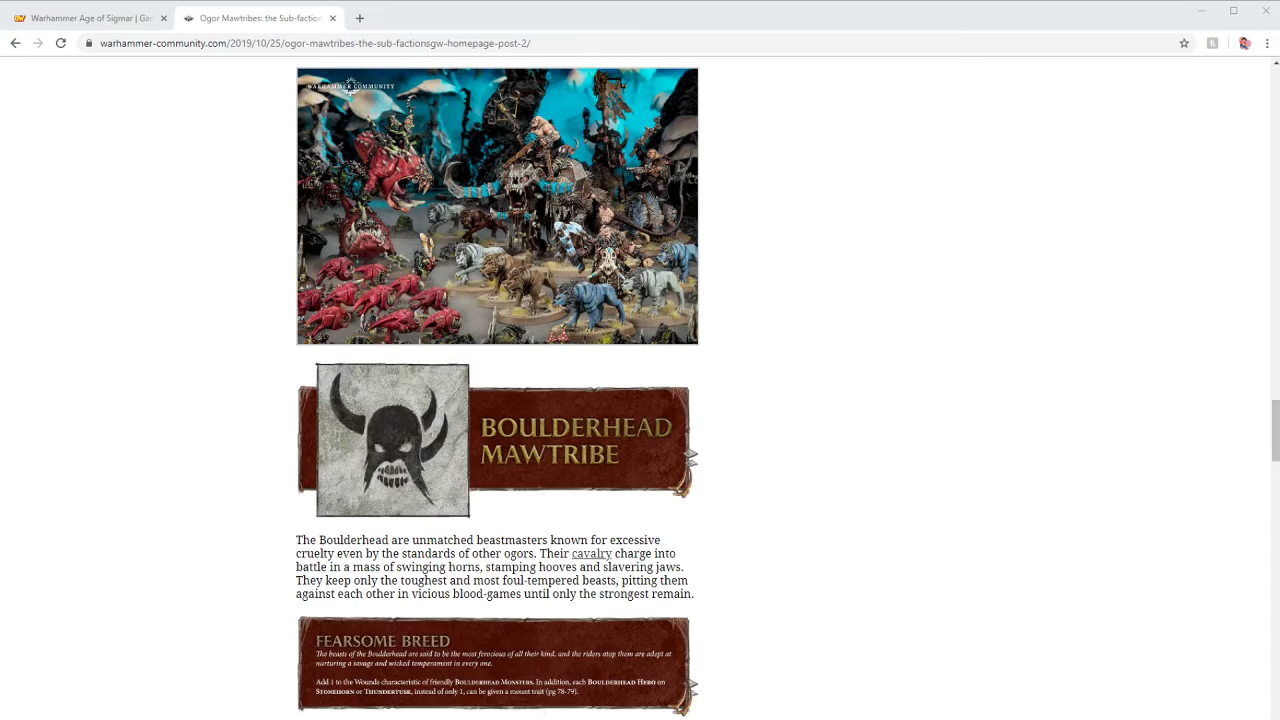 Warhammer Age of Sigmar | Gar
Ogor Mawtribes: the Sub-faction
warhammer-community.com/2019/10/25/ogor-mawtribes-the-sub-factionsgw-homepage-post-2/
WARHAMMER COMMUNITY
BOULDERHEAD
MAWTRIBE
The Boulderhead are unmatched beastmasters known for excessive
cruelty even by the standards of other ogors. Their cavalry charge into
battle in a mass of swinging horns, stamping hooves and slavering jaws.
They keep only the toughest and most foul-tempered beasts, pitting them
against each other in vicious blood-games until only the strongest remain.
FEARSOME BREED
The beasts of the Boulderhead are said to be the most ferocious of all their kind, and the riders atop them are adept at
nurturing a savage and wicked temperament in every one.
Add 1 to the Wounds characteristic of friendly BOULDERHEAD MONSTERS. In addition, each BOULDERHEAD HERO on
STONEHORN or THUNDERTUSK, instead of only 1, can be given a mount trait (pg 78-79).